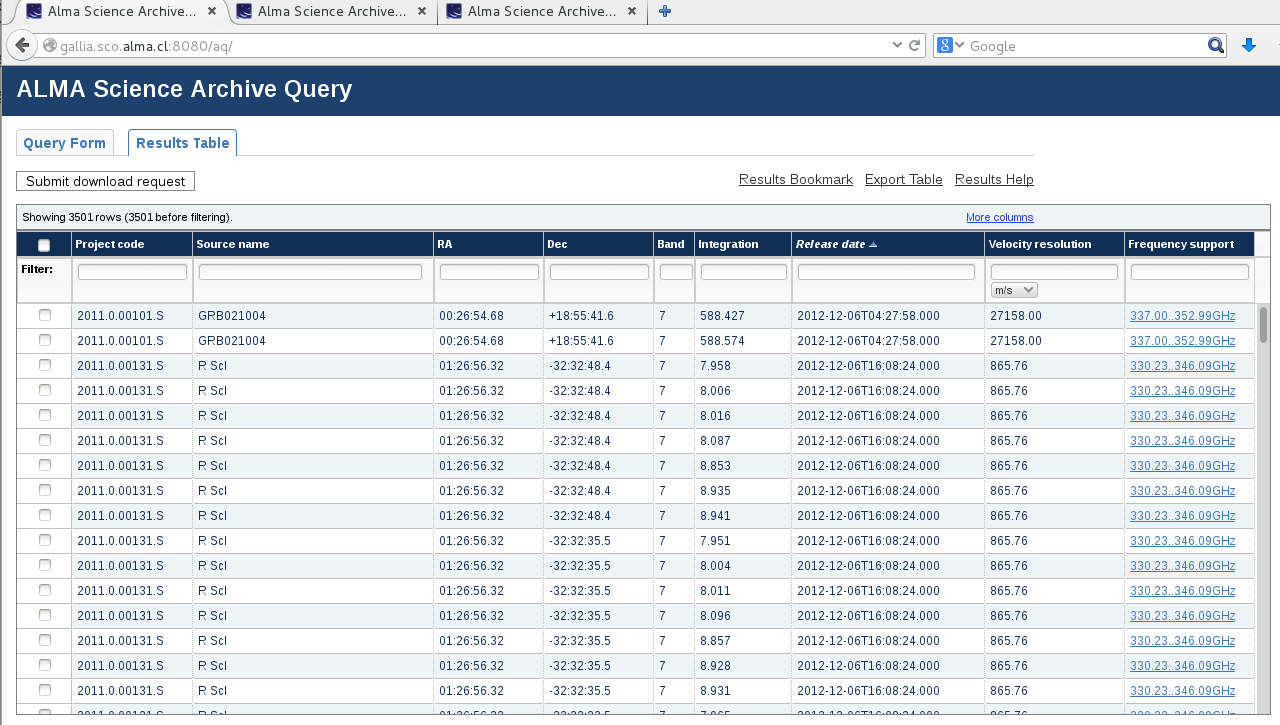 Alma Science Archive... × Alma Science Archive... × Alma Science Archive... ×
gallia.sco.alma.cl:8080/aq/ 8 Google
ALMA Science Archive Query
Query Form Results Table
Submit download request Results Bookmark Export Table Results Help
Showing 3501 rows (3501 before filtering). More columns
Project code Source name RA Dec Band Integration Release date Velocity resolution Frequency support
Filter:
m/s
2011.0.00101.S GRB021004 00:26:54.68 +18:55:41.6 7 588.427 2012-12-06T04:27:58.000 27158.00 337.00..352.99GHz
2011.0.00101.S GRB021004 00:26:54.68 +18:55:41.6 7 588.574 2012-12-06T04:27:58.000 27158.00 337.00..352.99GHz
2011.0.00131.S R Scl 01:26:56.32 -32:32:48.4 7 7.958 2012-12-06T16:08:24.000 865.76 330.23..346.09GHz
2011.0.00131.S R Scl 01:26:56.32 -32:32:48.4 7 8.006 2012-12-06T16:08:24.000 865.76 330.23..346.09GHz
2011.0.00131.S R Scl 01:26:56.32 -32:32:48.4 7 8.016 2012-12-06T16:08:24.000 865.76 330.23..346.09GHz
2011.0.00131.S R Scl 01:26:56.32 -32:32:48.4 7 8.087 2012-12-06T16:08:24.000 865.76 330.23..346.09GHz
2011.0.00131.S R Scl 01:26:56.32 -32:32:48.4 7 8.853 2012-12-06T16:08:24.000 865.76 330.23..346.09GHz
2011.0.00131.S R Scl 01:26:56.32 -32:32:48.4 7 8.935 2012-12-06T16:08:24.000 865.76 330.23..346.09GHz
2011.0.00131.S R Scl 01:26:56.32 -32:32:48.4 7 8.941 2012-12-06T16:08:24.000 865.76 330.23..346.09GHz
2011.0.00131.S R Scl 01:26:56.32 -32:32:35.5 7 7.951 2012-12-06T16:08:24.000 865.76 330.23..346.09GHz
2011.0.00131.S R Scl 01:26:56.32 -32:32:35.5 7 8.004 2012-12-06T16:08:24.000 865.76 330.23..346.09GHz
2011.0.00131.S R Scl 01:26:56.32 -32:32:35.5 7 8.011 2012-12-06T16:08:24.000 865.76 330.23..346.09GHz
2011.0.00131.S R Scl 01:26:56.32 -32:32:35.5 7 8.096 2012-12-06T16:08:24.000 865.76 330.23..346.09GHz
2011.0.00131.S R Scl 01:26:56.32 -32:32:35.5 7 8.857 2012-12-06T16:08:24.000 865.76 330.23..346.09GHz
2011.0.00131.S R Scl 01:26:56.32 -32:32:35.5 7 8.928 2012-12-06T16:08:24.000 865.76 330.23..346.09GHz
2011.0.00131.S R Scl 01:26:56.32 -32:32:35.5 7 8.931 2012-12-06T16:08:24.000 865.76 330.23..346.09GHz